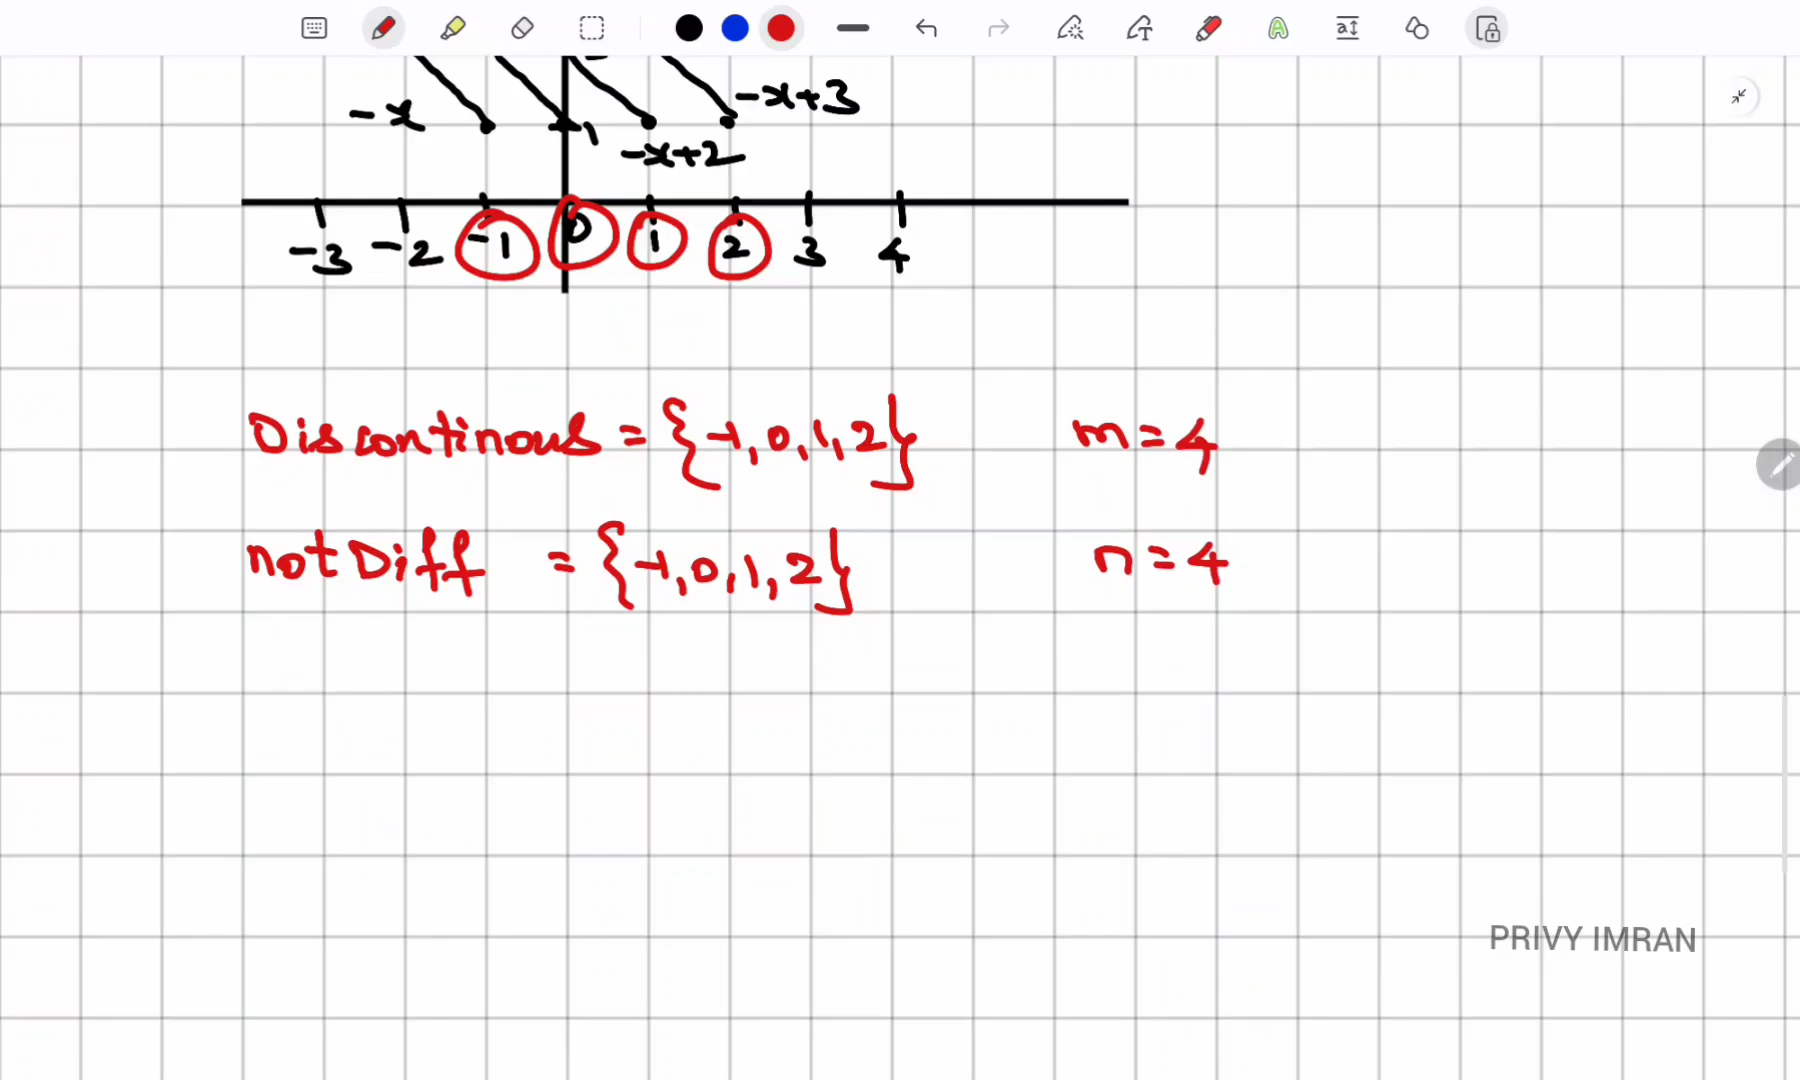 -x
-x+3
1
-x+2
-3 -2 -1 0 1 2 3 4
Discontinous = {-1, 0, 1, 2} m = 4
not Diff = {-1, 0, 1, 2} n = 4
PRIVY IMRAN